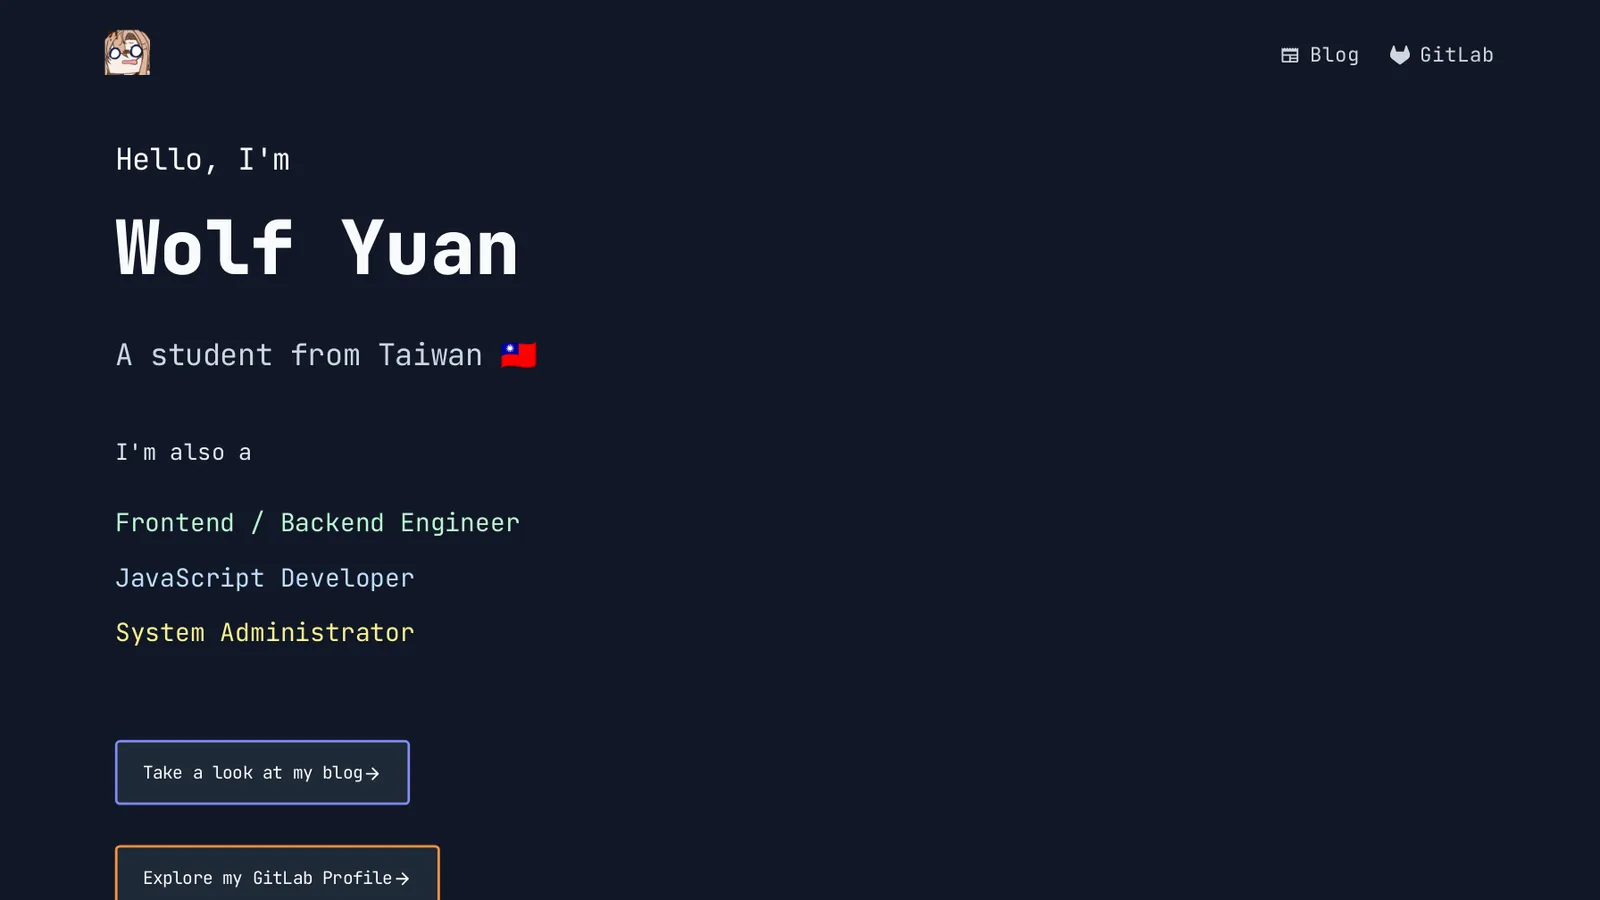 Blog
GitLab
Hello, I'm
Wolf Yuan
A student from Taiwan 🇹🇼
I'm also a
Frontend / Backend Engineer
JavaScript Developer
System Administrator
Take a look at my blog→
Explore my GitLab Profile→